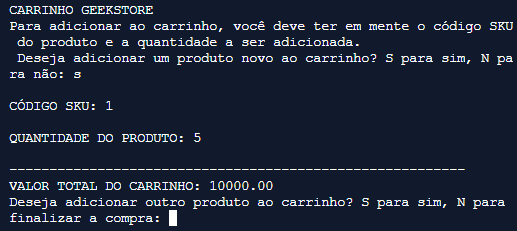 CARRINHO GEEKSTORE
Para adicionar ao carrinho, você deve ter em mente o código SKU
do produto e a quantidade a ser adicionada.
Deseja adicionar um produto novo ao carrinho? S para sim, N pa
ra não: s
CÓDIGO SKU: 1
QUANTIDADE DO PRODUTO: 5
---------------------------------------------------------
VALOR TOTAL DO CARRINHO: 10000.00
Deseja adicionar outro produto ao carrinho? S para sim, N para
finalizar a compra: